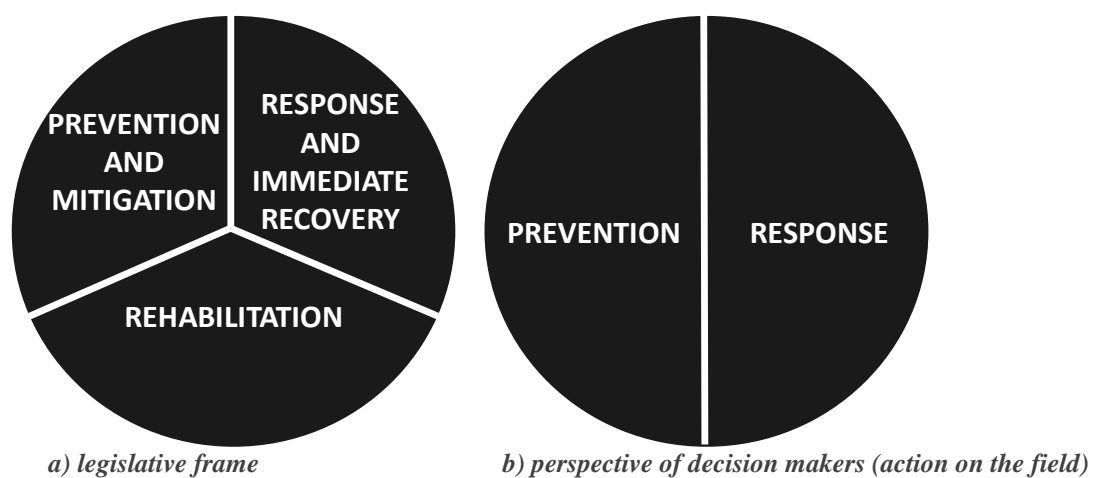 PREVENTION
AND
MITIGATION
RESPONSE
AND
IMMEDIATE
RECOVERY
REHABILITATION
a) legislative frame
PREVENTION
RESPONSE
b) perspective of decision makers (action on the field)